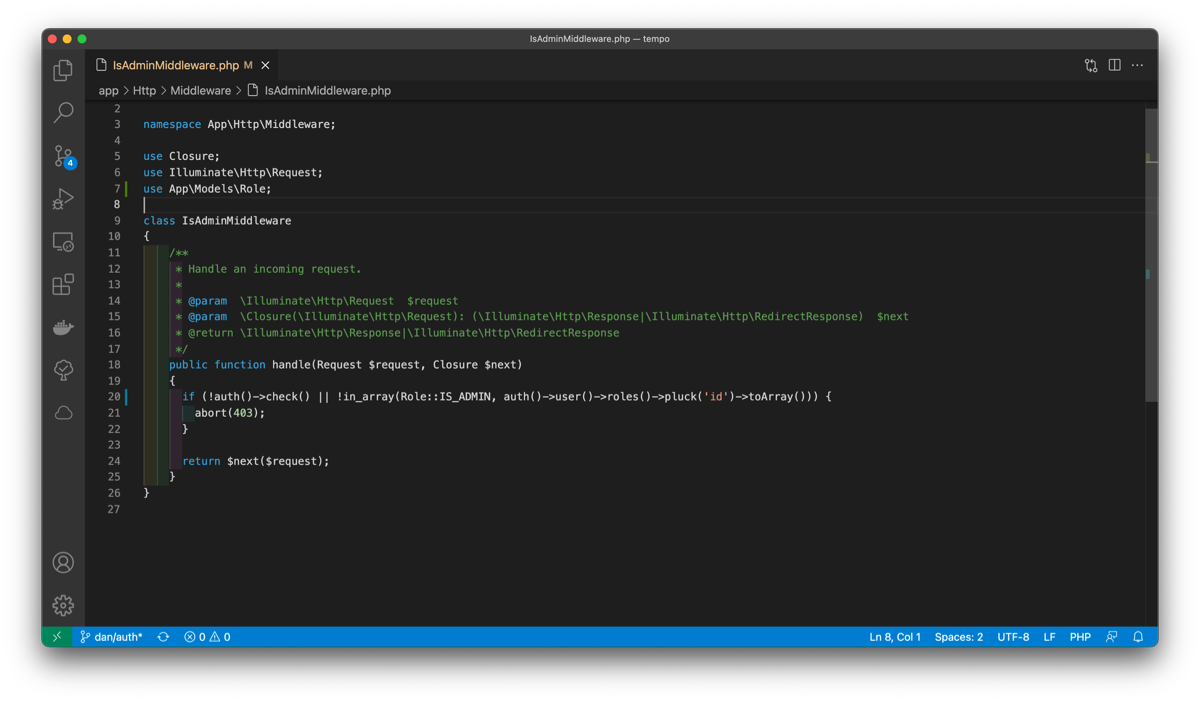 IsAdminMiddleware.php — tempo
IsAdminMiddleware.php M
app > Http > Middleware > IsAdminMiddleware.php
4
2
3 namespace App\Http\Middleware;
4
5 use Closure;
6 use Illuminate\Http\Request;
7 use App\Models\Role;
8
9 class IsAdminMiddleware
10 {
11 /**
12 * Handle an incoming request.
13 *
14 * @param  \Illuminate\Http\Request  $request
15 * @param  \Closure(\Illuminate\Http\Request): (\Illuminate\Http\Response|\Illuminate\Http\RedirectResponse)  $next
16 * @return \Illuminate\Http\Response|\Illuminate\Http\RedirectResponse
17 */
18 public function handle(Request $request, Closure $next)
19 {
20 if (!auth()->check() || !in_array(Role::IS_ADMIN, auth()->user()->roles()->pluck('id')->toArray())) {
21 abort(403);
22 }
23
24 return $next($request);
25 }
26 }
27
dan/auth* 0 0 Ln 8, Col 1 Spaces: 2 UTF-8 LF PHP